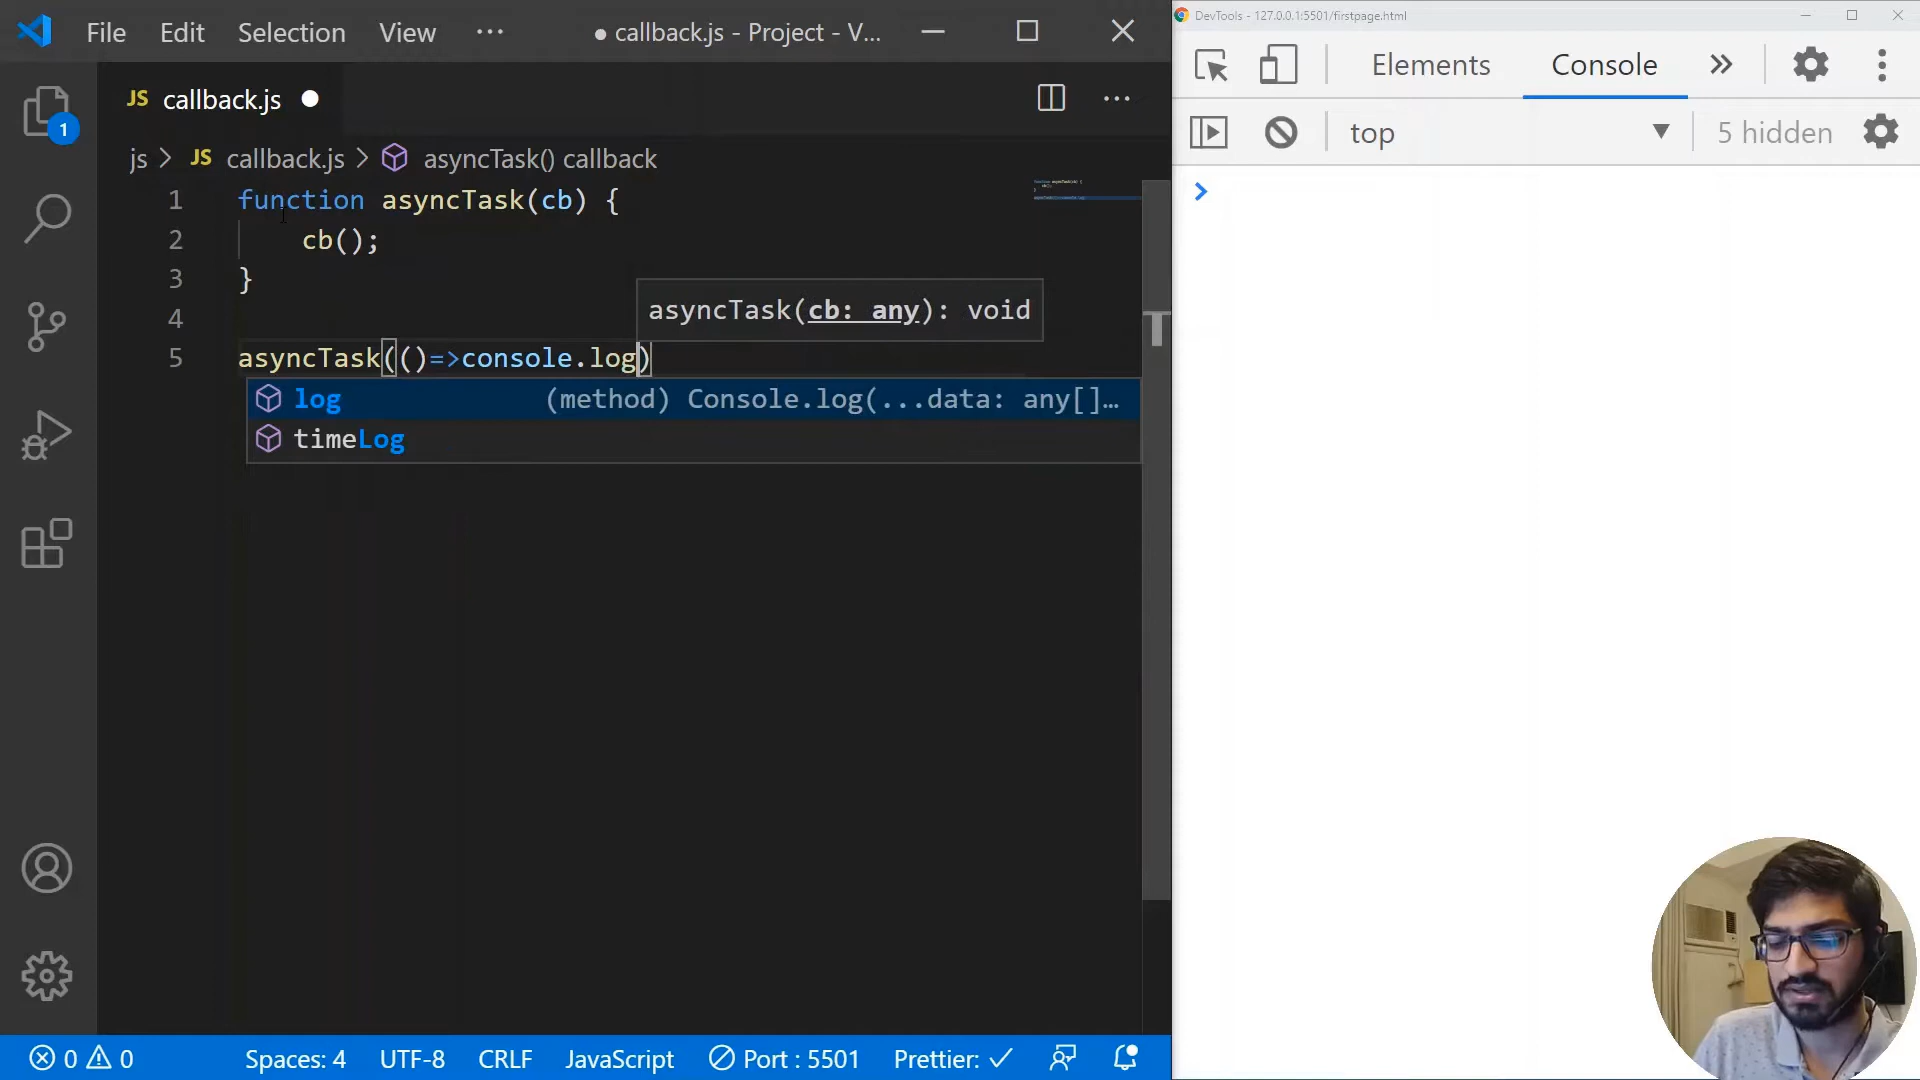 File Edit Selection View ··· ● callback.js - Project - V...
JS callback.js ●
js > JS callback.js > asyncTask() callback
1 function asyncTask(cb) {
2 cb();
3 }
4
asyncTask(cb: any): void
5 asyncTask(()=>console.log)
log (method) Console.log(...data: any[]…
timeLog
1
0 0 Spaces: 4 UTF-8 CRLF JavaScript Port : 5501 Prettier: ✓
DevTools - 127.0.0.1:5501/firstpage.html
Elements Console »
top ▼ 5 hidden
>